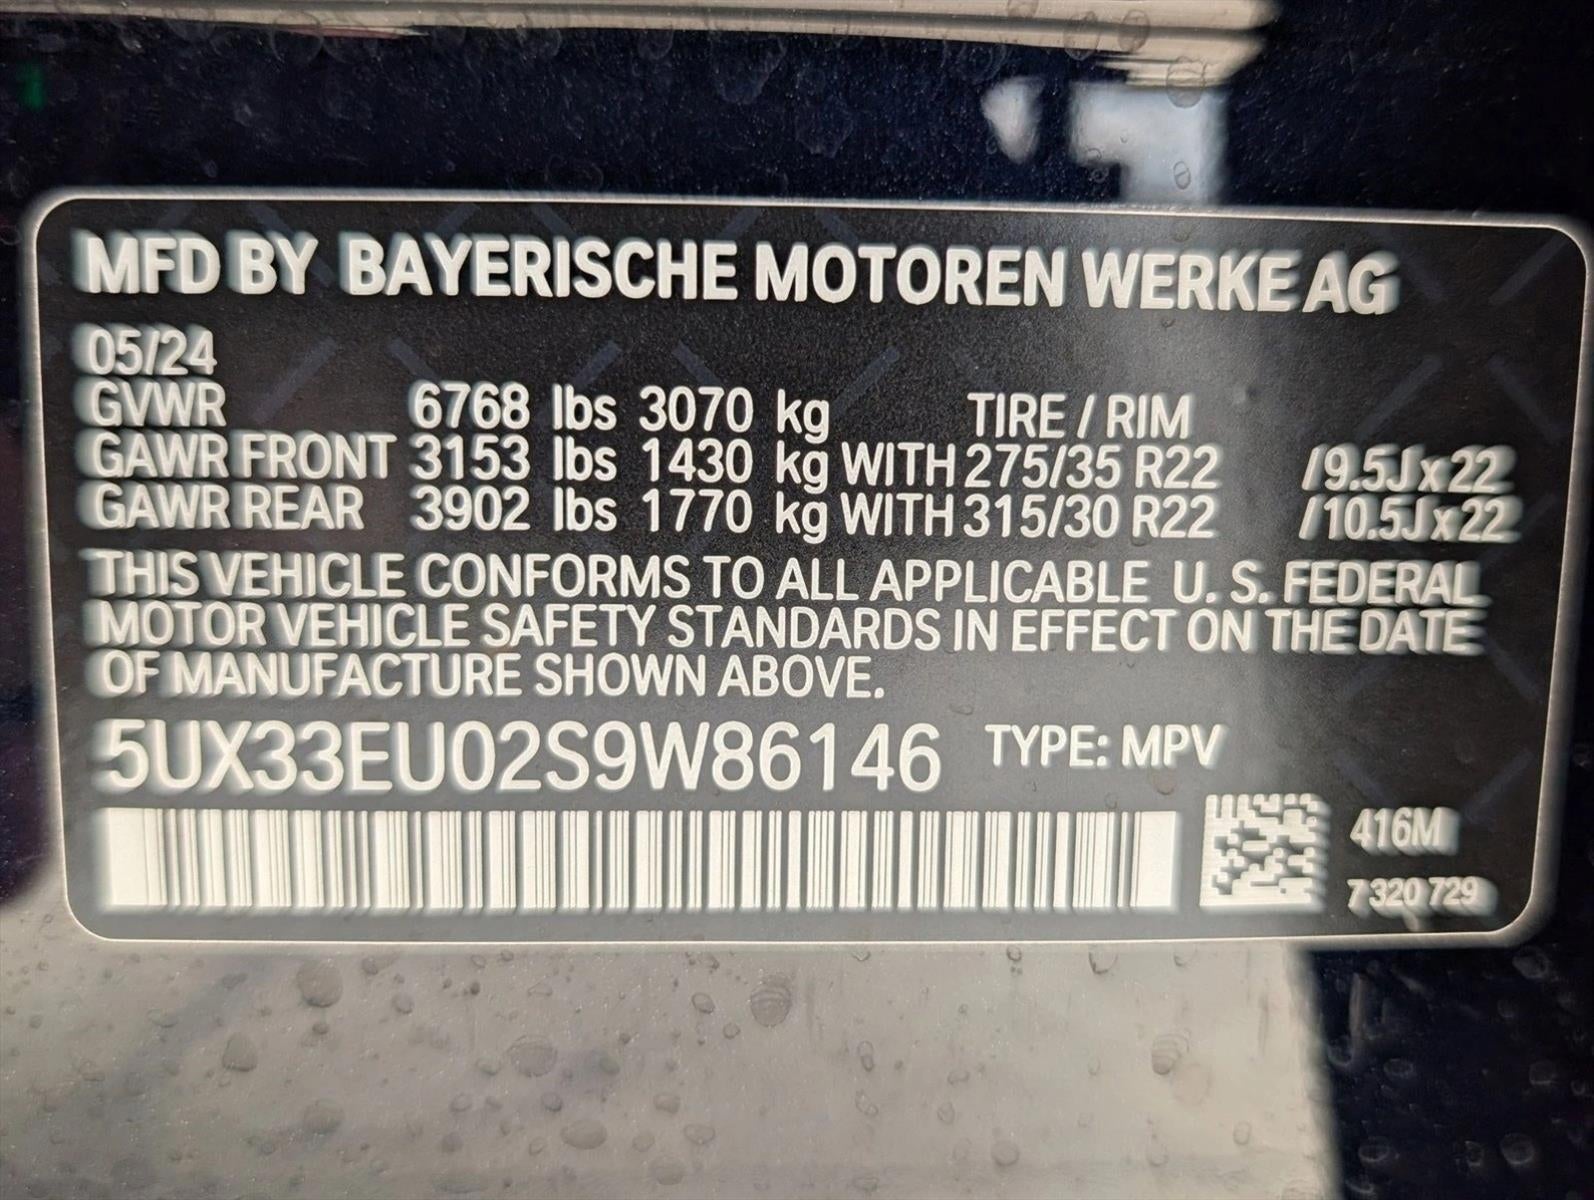 MFD BY BAYERISCHE MOTOREN WERKE AG
05/24
GVWR 6768 lbs 3070 kg TIRE / RIM
GAWR FRONT 3153 lbs 1430 kg WITH 275/35 R22 /9.5Jx22
GAWR REAR 3902 lbs 1770 kg WITH 315/30 R22 /10.5Jx22
THIS VEHICLE CONFORMS TO ALL APPLICABLE U. S. FEDERAL
MOTOR VEHICLE SAFETY STANDARDS IN EFFECT ON THE DATE
OF MANUFACTURE SHOWN ABOVE.
5UX33EU02S9W86146 TYPE: MPV
416M
7 320 729